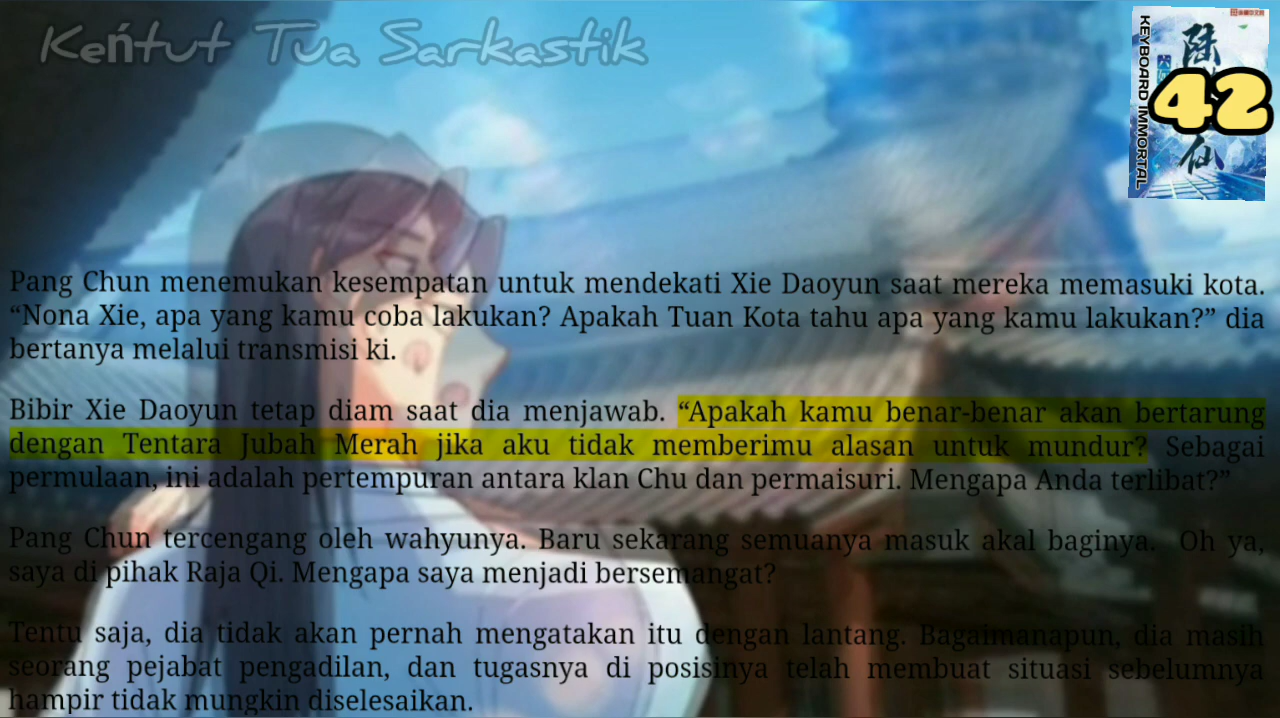 Keńtut Tua Sarkastik
KEYBOARD IMMORTAL
42
Pang Chun menemukan kesempatan untuk mendekati Xie Daoyun saat mereka memasuki kota.
“Nona Xie, apa yang kamu coba lakukan? Apakah Tuan Kota tahu apa yang kamu lakukan?” dia
bertanya melalui transmisi ki.
Bibir Xie Daoyun tetap diam saat dia menjawab. “Apakah kamu benar-benar akan bertarung
dengan Tentara Jubah Merah jika aku tidak memberimu alasan untuk mundur? Sebagai
permulaan, ini adalah pertempuran antara klan Chu dan permaisuri. Mengapa Anda terlibat?”
Pang Chun tercengang oleh wahyunya. Baru sekarang semuanya masuk akal baginya. Oh ya,
saya di pihak Raja Qi. Mengapa saya menjadi bersemangat?
Tentu saja, dia tidak akan pernah mengatakan itu dengan lantang. Bagaimanapun, dia masih
seorang pejabat pengadilan, dan tugasnya di posisinya telah membuat situasi sebelumnya
hampir tidak mungkin diselesaikan.